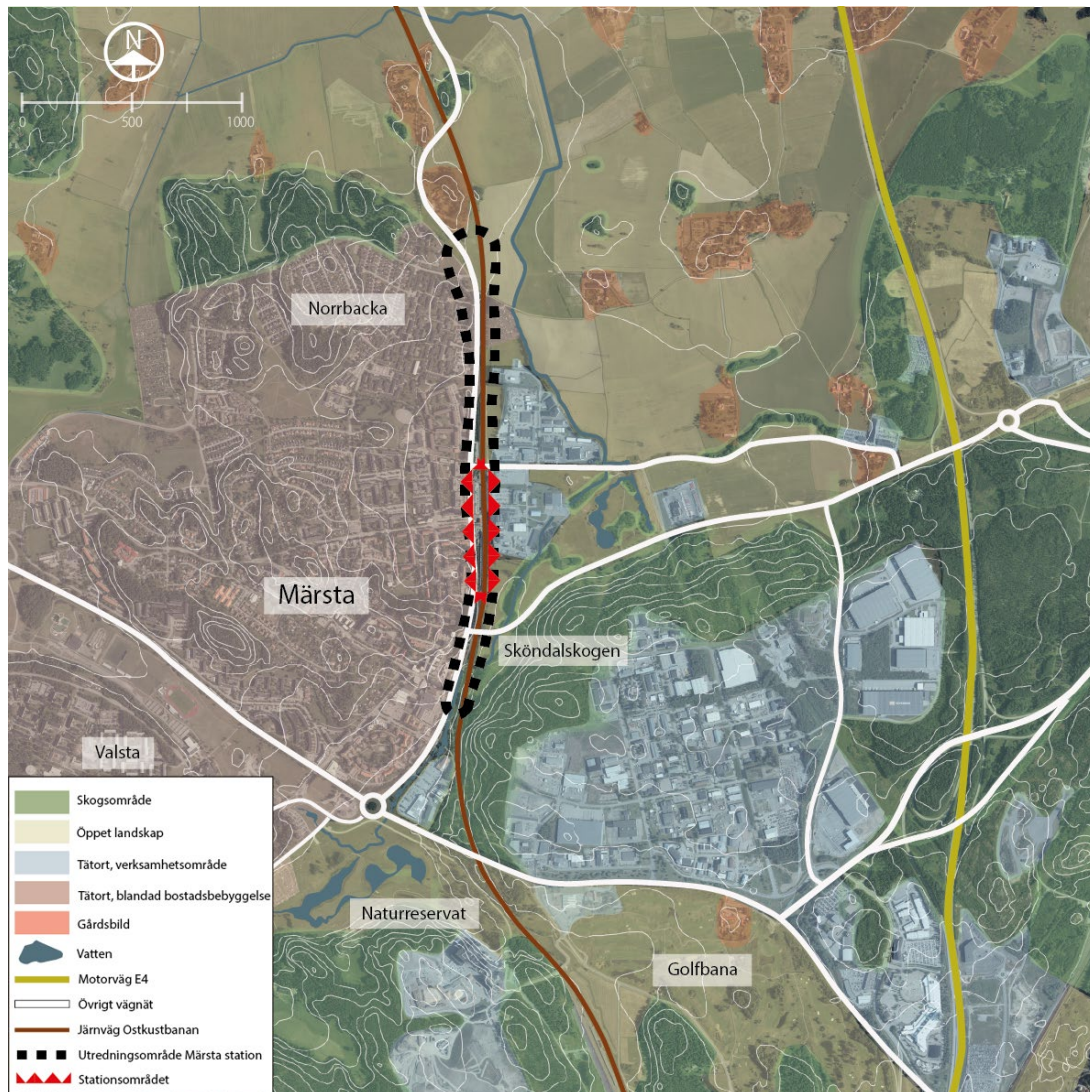 N
0 500 1000
Norrbacka
Märsta
Sköndalskogen
Valsta
Naturreservat
Golfbana
Skogsområde
Öppet landskap
Tätort, verksamhetsområde
Tätort, blandad bostadsbebyggelse
Gårdsbild
Vatten
Motorväg E4
Övrigt vägnät
Järnväg Ostkustbanan
Utredningsområde Märsta station
Stationsområdet